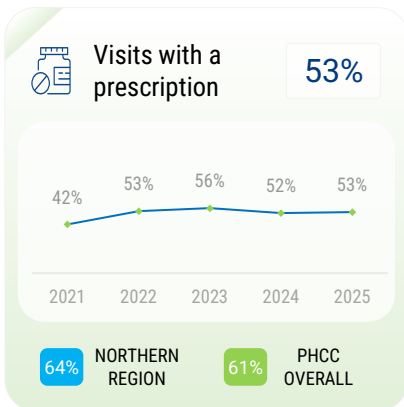 Visits with a
prescription
53%
42%
53%
56%
52%
53%
2021
2022
2023
2024
2025
64%
NORTHERN
REGION
61%
PHCC
OVERALL